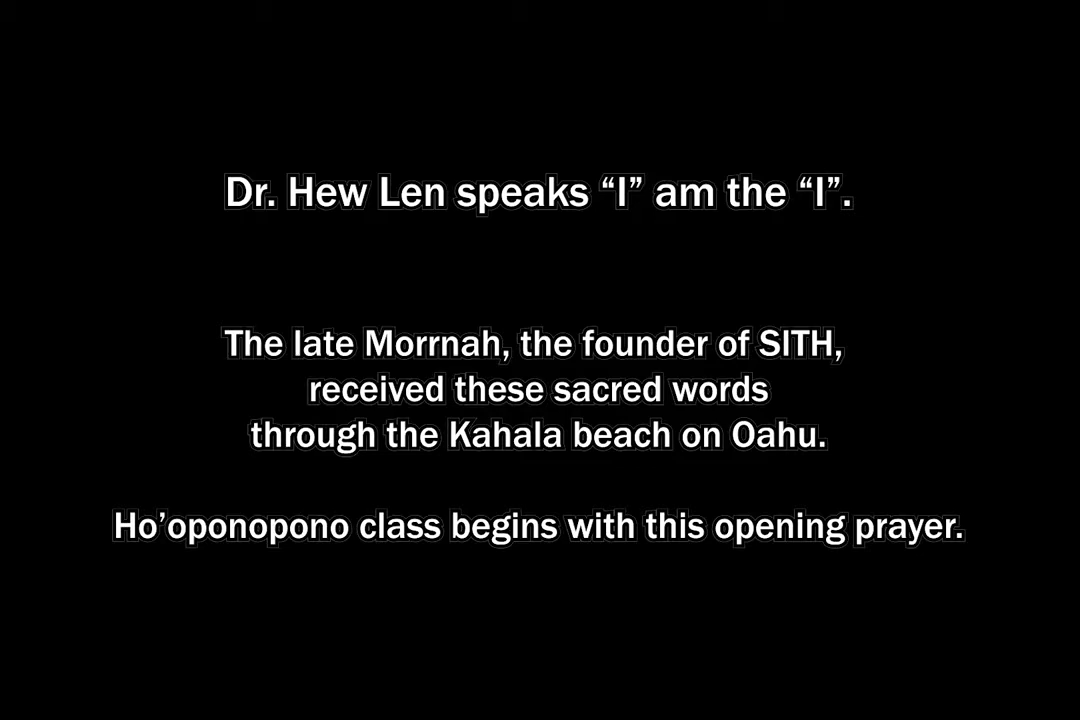 Dr. Hew Len speaks “I” am the “I”.
The late Morrnah, the founder of SITH,
received these sacred words
through the Kahala beach on Oahu.
Ho’oponopono class begins with this opening prayer.